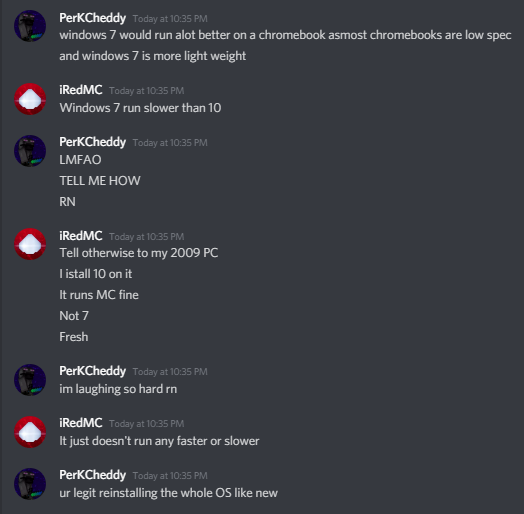 PerKCheddy Today at 10:35 PM
windows 7 would run alot better on a chromebook asmost chromebooks are low spec
and windows 7 is more light weight
iRedMC Today at 10:35 PM
Windows 7 run slower than 10
PerKCheddy Today at 10:35 PM
LMFAO
TELL ME HOW
RN
iRedMC Today at 10:35 PM
Tell otherwise to my 2009 PC
I istall 10 on it
It runs MC fine
Not 7
Fresh
PerKCheddy Today at 10:35 PM
im laughing so hard rn
iRedMC Today at 10:35 PM
It just doesn't run any faster or slower
PerKCheddy Today at 10:35 PM
ur legit reinstalling the whole OS like new